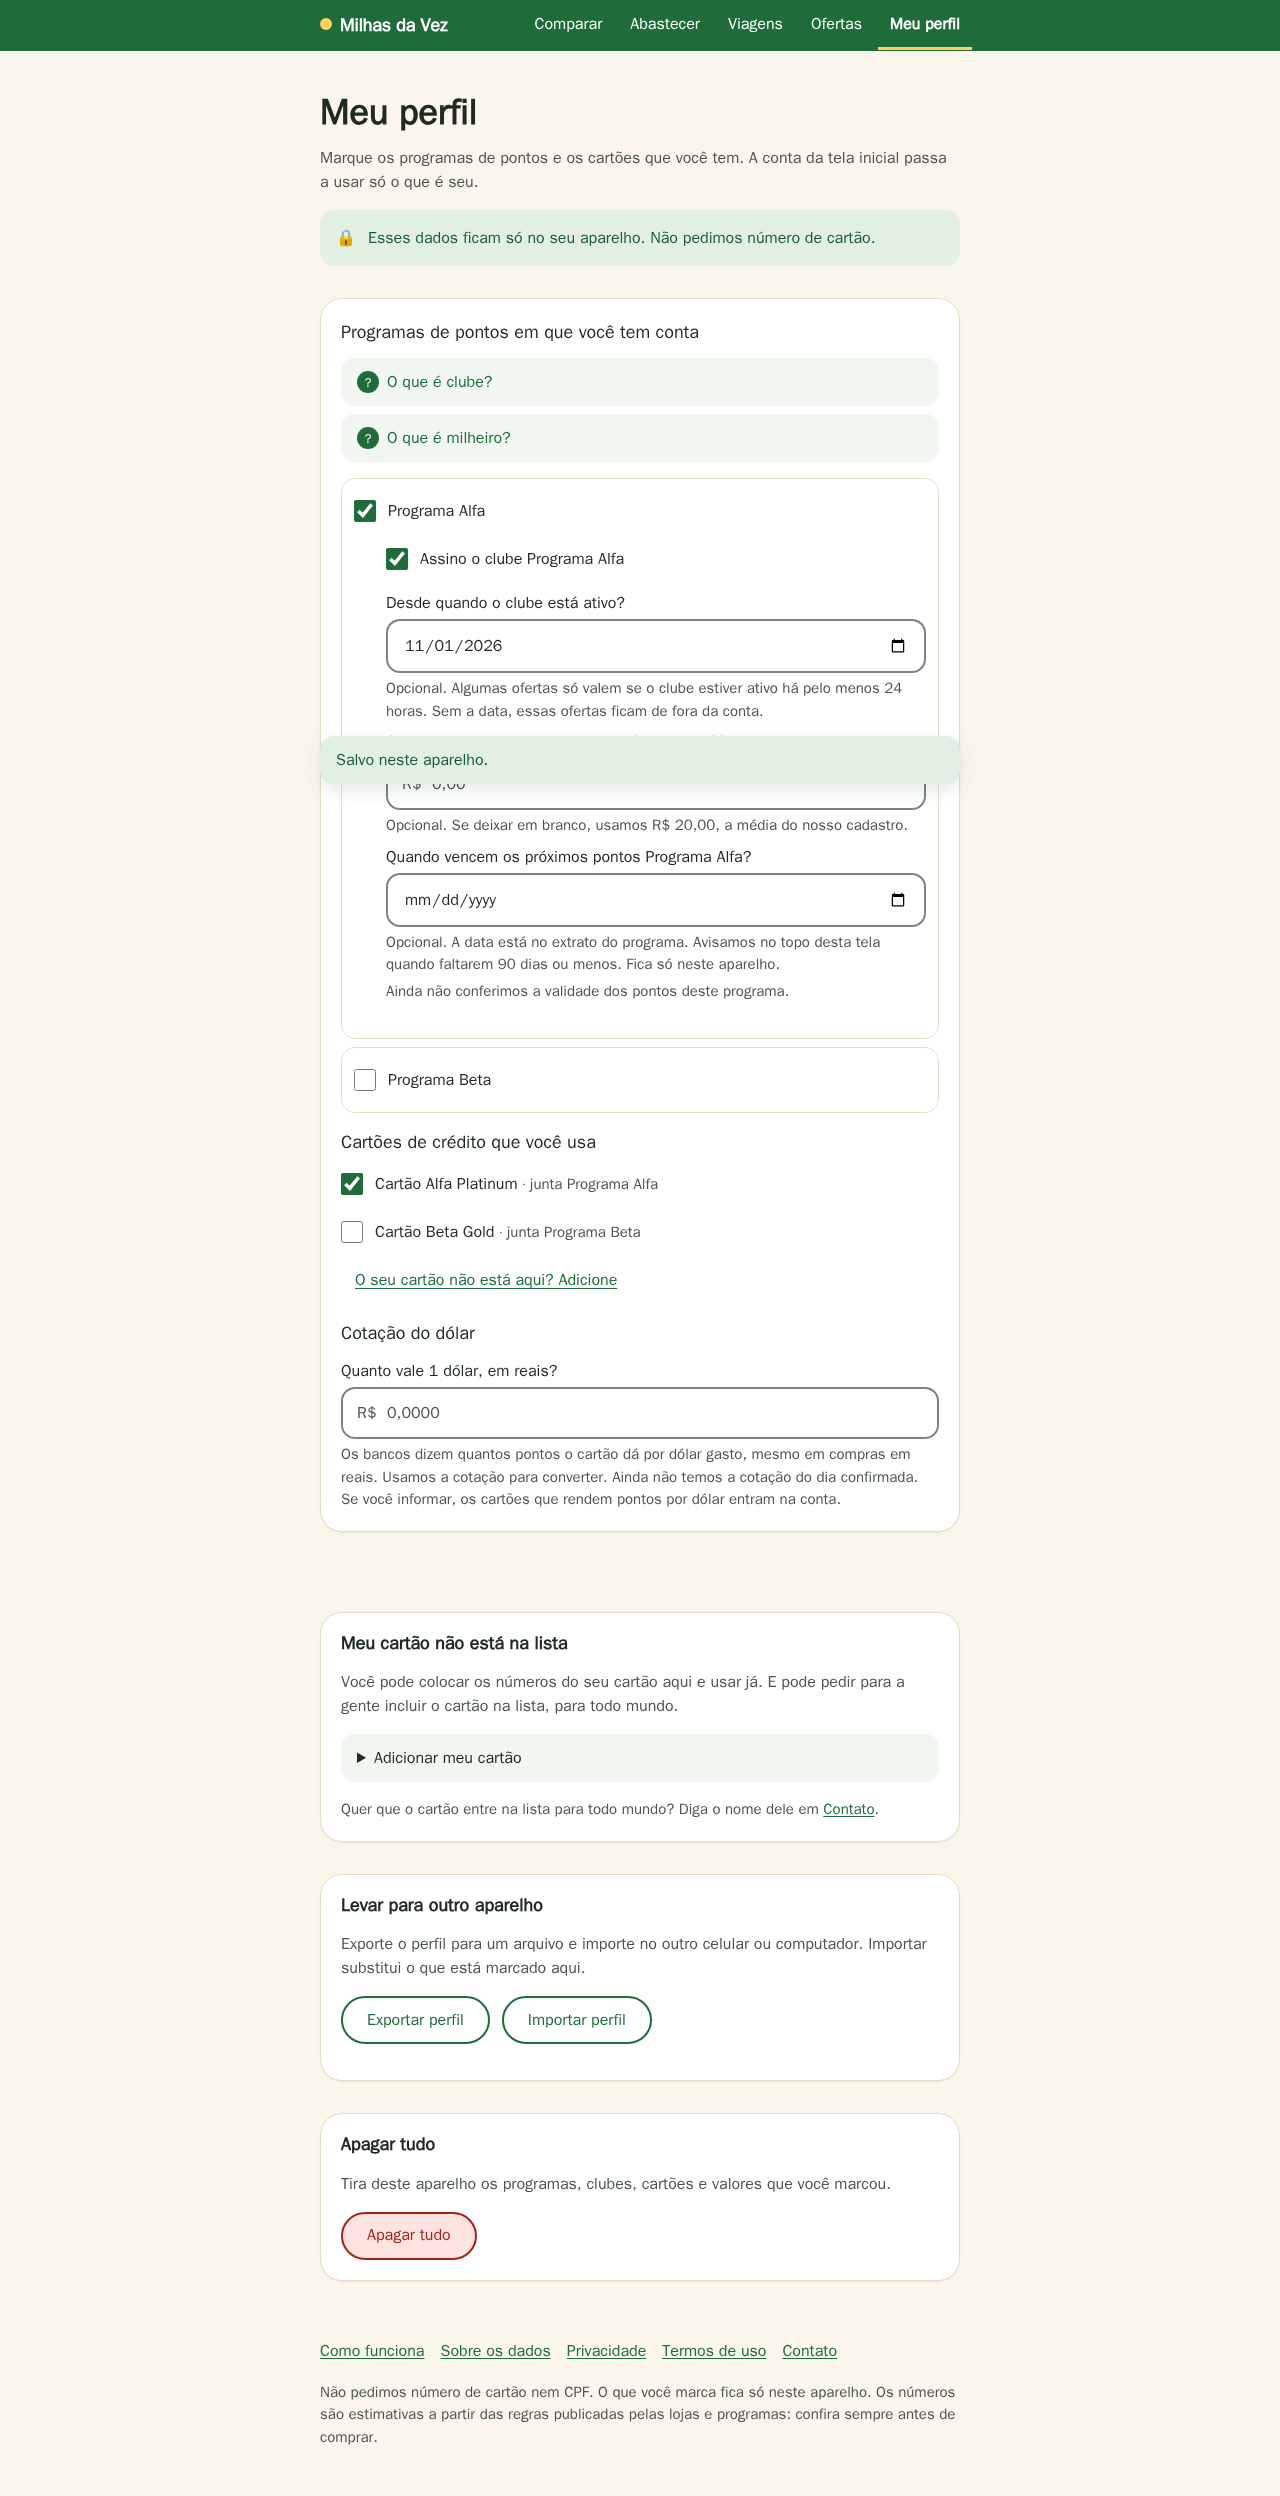 Milhas da Vez
Comparar
Abastecer
Viagens
Ofertas
Meu perfil
Meu perfil
Marque os programas de pontos e os cartões que você tem. A conta da tela inicial passa
a usar só o que é seu.
Esses dados ficam só no seu aparelho. Não pedimos número de cartão.
Programas de pontos em que você tem conta
? O que é clube?
? O que é milheiro?
Programa Alfa
Assino o clube Programa Alfa
Desde quando o clube está ativo?
11/01/2026
Opcional. Algumas ofertas só valem se o clube estiver ativo há pelo menos 24
horas. Sem a data, essas ofertas ficam de fora da conta.
Salvo neste aparelho.
R$ 0,00
Opcional. Se deixar em branco, usamos R$ 20,00, a média do nosso cadastro.
Quando vencem os próximos pontos Programa Alfa?
mm/dd/yyyy
Opcional. A data está no extrato do programa. Avisamos no topo desta tela
quando faltarem 90 dias ou menos. Fica só neste aparelho.
Ainda não conferimos a validade dos pontos deste programa.
Programa Beta
Cartões de crédito que você usa
Cartão Alfa Platinum · junta Programa Alfa
Cartão Beta Gold · junta Programa Beta
O seu cartão não está aqui? Adicione
Cotação do dólar
Quanto vale 1 dólar, em reais?
R$ 0,0000
Os bancos dizem quantos pontos o cartão dá por dólar gasto, mesmo em compras em
reais. Usamos a cotação para converter. Ainda não temos a cotação do dia confirmada.
Se você informar, os cartões que rendem pontos por dólar entram na conta.
Meu cartão não está na lista
Você pode colocar os números do seu cartão aqui e usar já. E pode pedir para a
gente incluir o cartão na lista, para todo mundo.
Adicionar meu cartão
Quer que o cartão entre na lista para todo mundo? Diga o nome dele em Contato.
Levar para outro aparelho
Exporte o perfil para um arquivo e importe no outro celular ou computador. Importar
substitui o que está marcado aqui.
Exportar perfil
Importar perfil
Apagar tudo
Tira deste aparelho os programas, clubes, cartões e valores que você marcou.
Apagar tudo
Como funciona
Sobre os dados
Privacidade
Termos de uso
Contato
Não pedimos número de cartão nem CPF. O que você marca fica só neste aparelho. Os números
são estimativas a partir das regras publicadas pelas lojas e programas: confira sempre antes de
comprar.